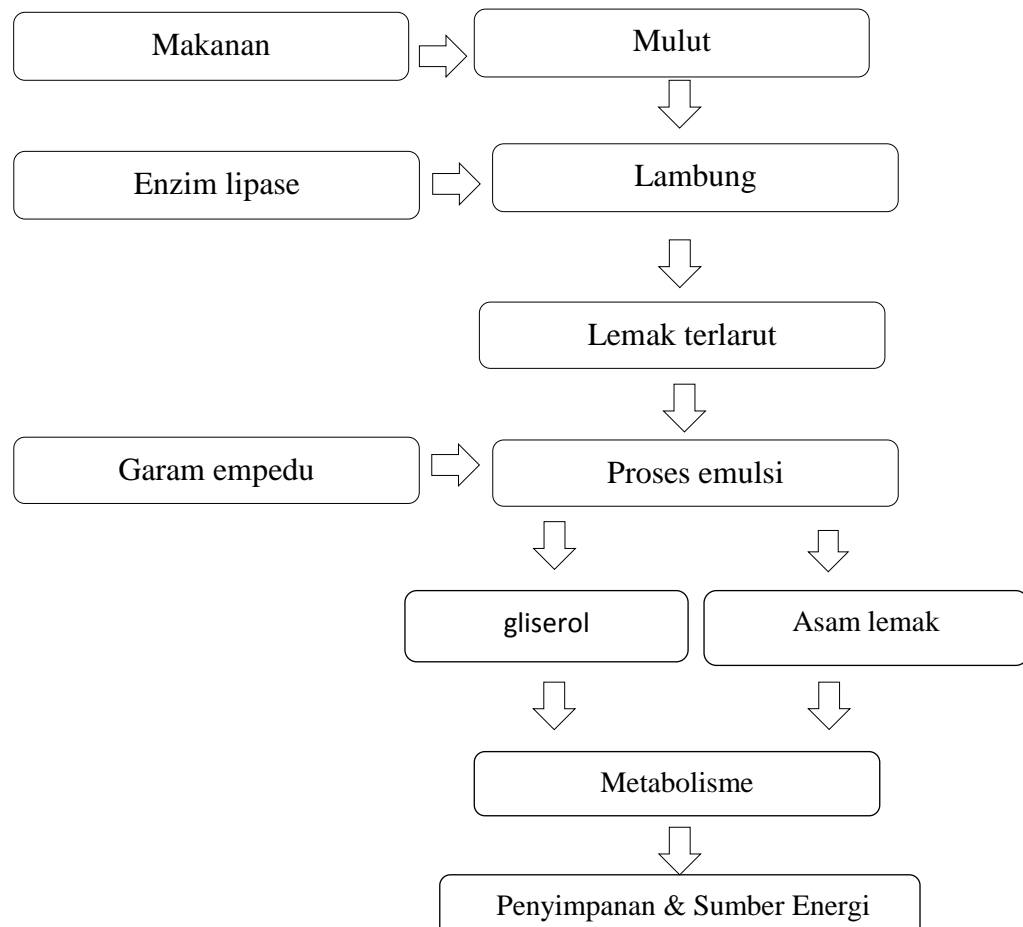 Makanan
Mulut
Enzim lipase
Lambung
Lemak terlarut
Garam empedu
Proses emulsi
gliserol
Asam lemak
Metabolisme
Penyimpanan & Sumber Energi